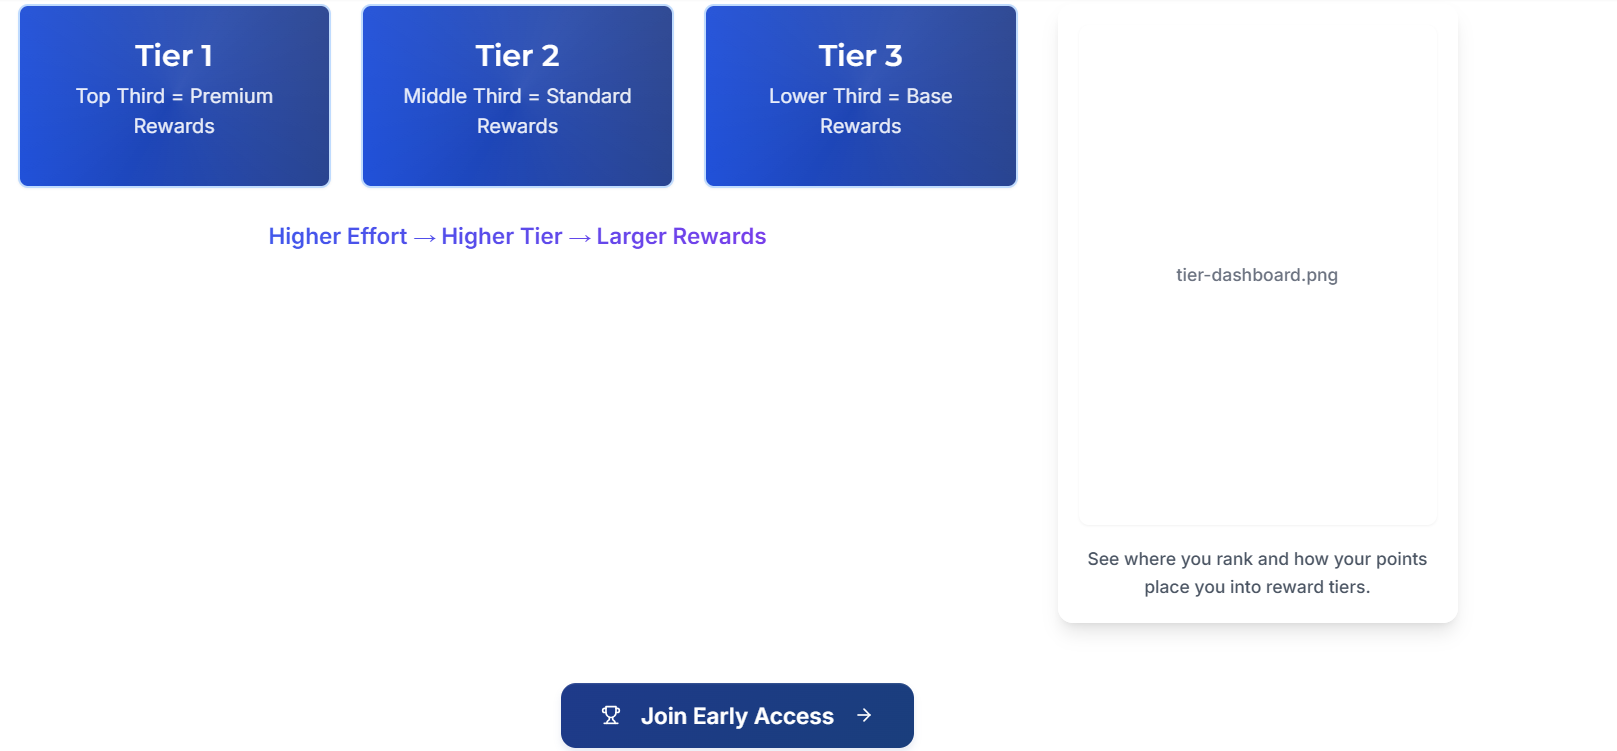 Tier 1
Top Third = Premium
Rewards
Tier 2
Middle Third = Standard
Rewards
Tier 3
Lower Third = Base
Rewards
Higher Effort → Higher Tier → Larger Rewards
tier-dashboard.png
See where you rank and how your points
place you into reward tiers.
Join Early Access →